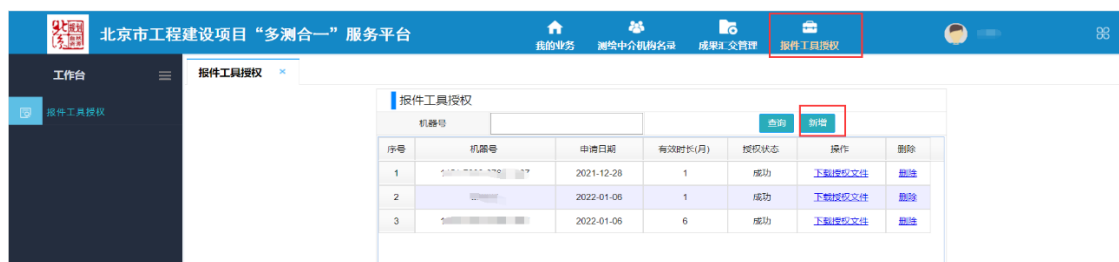 北京市工程建设项目“多测合一”服务平台
我的业务 测绘中介机构名录 成果汇交管理 报件工具授权
工作台 报件工具授权 ×
报件工具授权
报件工具授权
机器号 查询 新增
序号 机器号 申请日期 有效时长(月) 授权状态 操作 删除
1 2021-12-28 1 成功 下载授权文件 删除
2 2022-01-06 1 成功 下载授权文件 删除
3 2022-01-06 6 成功 下载授权文件 删除